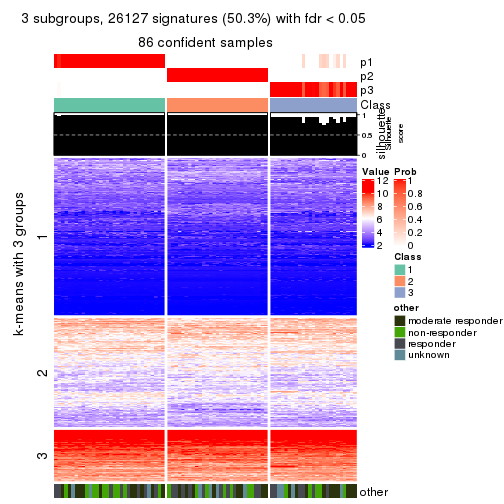 3 subgroups, 26127 signatures (50.3%) with fdr < 0.05
86 confident samples
p1
p2
p3
Class
1
0.5
0
silhouette
Silhouette
score
k-means with 3 groups
1
2
3
Value
12
10
8
6
4
2
Prob
1
0.8
0.6
0.4
0.2
0
Class
1
2
3
other
moderate responder
non-responder
responder
unknown
other